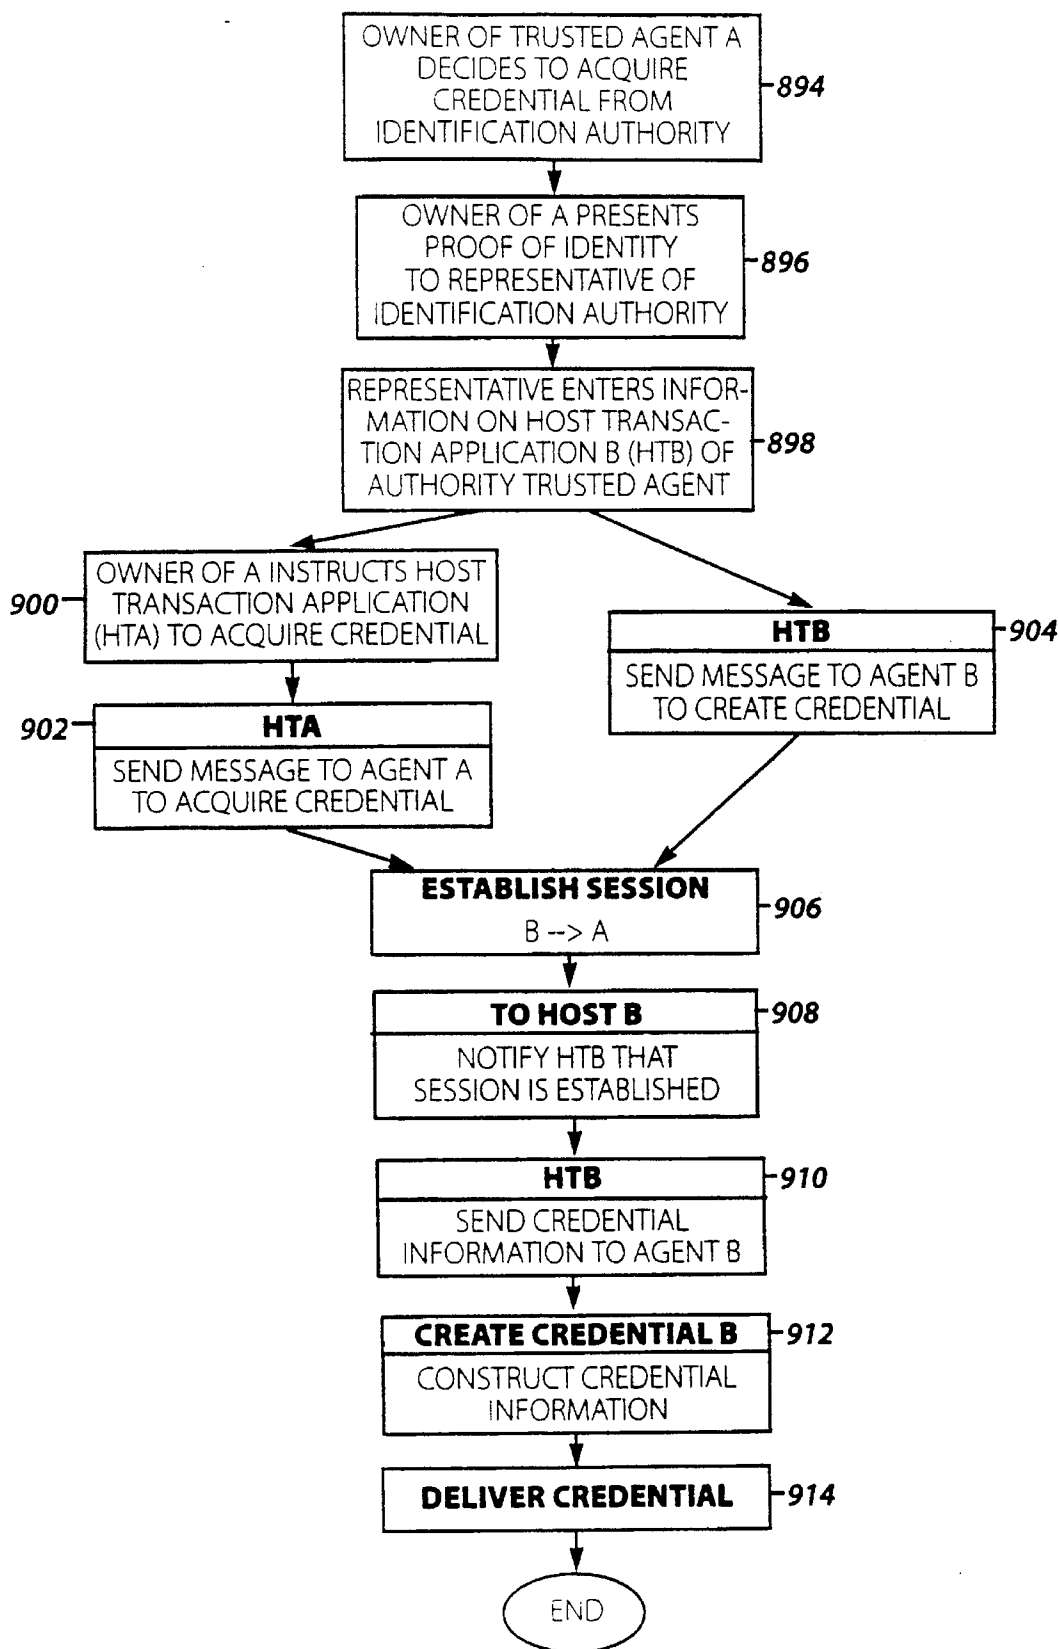 OWNER OF TRUSTED AGENT A
DECIDES TO ACQUIRE
CREDENTIAL FROM
IDENTIFICATION AUTHORITY
894
OWNER OF A PRESENTS
PROOF OF IDENTITY
TO REPRESENTATIVE OF
IDENTIFICATION AUTHORITY
896
REPRESENTATIVE ENTERS INFOR-
MATION ON HOST TRANSAC-
TION APPLICATION B (HTB) OF
AUTHORITY TRUSTED AGENT
898
900
OWNER OF A INSTRUCTS HOST
TRANSACTION APPLICATION
(HTA) TO ACQUIRE CREDENTIAL
HTB
904
SEND MESSAGE TO AGENT B
TO CREATE CREDENTIAL
902
HTA
SEND MESSAGE TO AGENT A
TO ACQUIRE CREDENTIAL
ESTABLISH SESSION
906
B --> A
TO HOST B
908
NOTIFY HTB THAT
SESSION IS ESTABLISHED
HTB
910
SEND CREDENTIAL
INFORMATION TO AGENT B
CREATE CREDENTIAL B
912
CONSTRUCT CREDENTIAL
INFORMATION
DELIVER CREDENTIAL
914
END